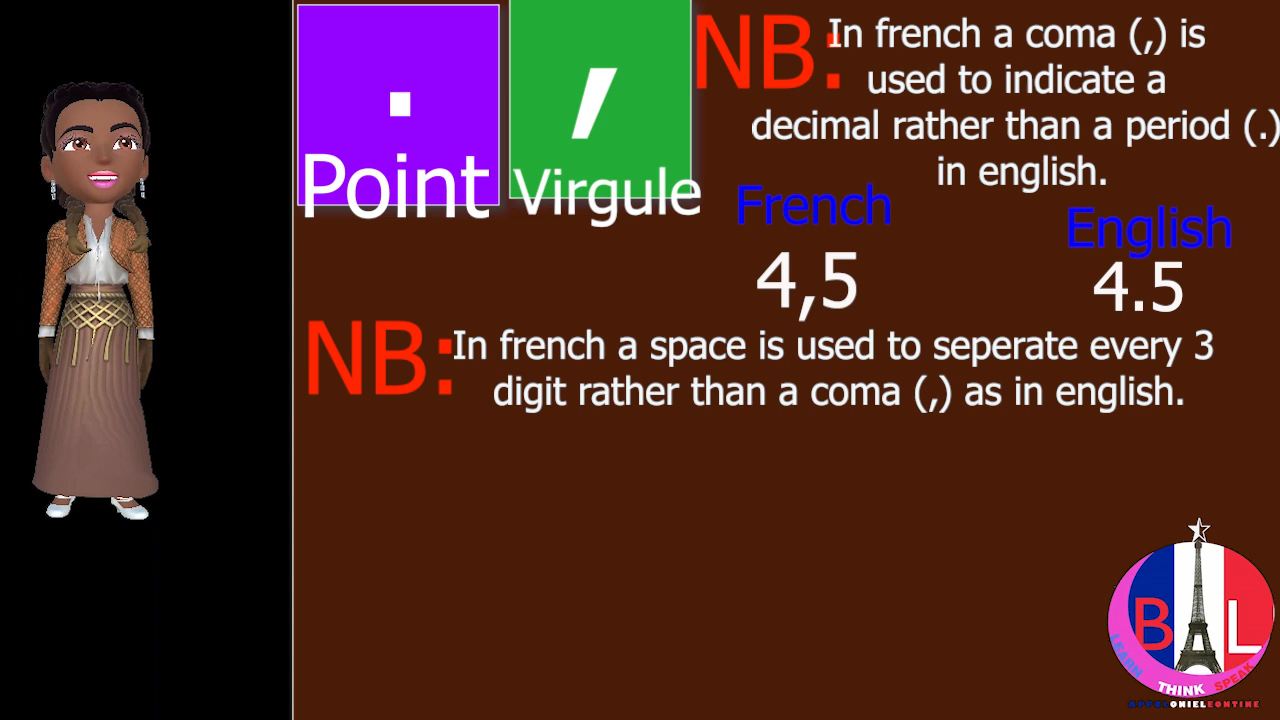 .
,
Point
Virgule
NB:
In french a coma (,) is
used to indicate a
decimal rather than a period (.)
in english.
French
English
4,5
4.5
NB:
In french a space is used to seperate every 3
digit rather than a coma (,) as in english.
B L
LEARN THINK SPEAK